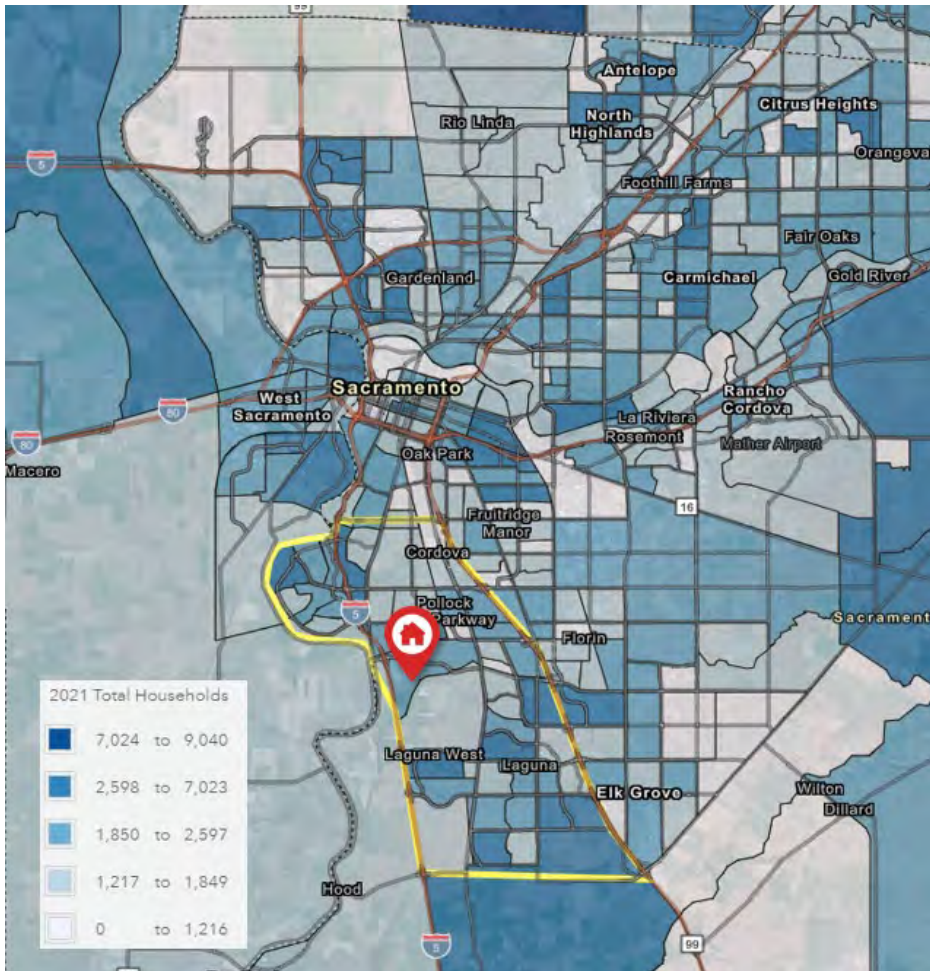 99
Antelope
North
Highlands
Citrus Heights
Rio Linda
Orangeva
5
Foothill Farms
Fair Oaks
Gardenland
Carmichael
Gold River
Sacramento
West
Sacramento
Rancho
Cordova
80
La Riviera
Rosemont
80
Oak Park
Mather Airport
Macero
16
Fruitridge
Manor
Cordova
Pollock
Parkway
5
Florin
Sacrament
2021 Total Households
7,024 to 9,040
2,598 to 7,023
1,850 to 2,597
1,217 to 1,849
0 to 1,216
Laguna West
Laguna
Elk Grove
Wilton
Dillard
Hood
5
99